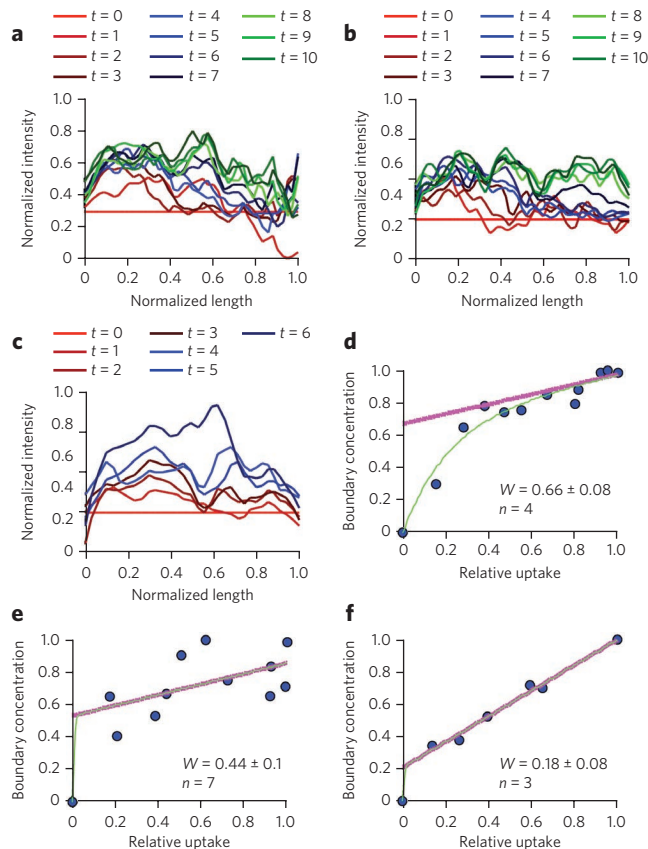 a
t = 0 t = 4 t = 8
t = 1 t = 5 t = 9
t = 2 t = 6 t = 10
t = 3 t = 7
Normalized intensity
1.0
0.8
0.6
0.4
0.2
0
0 0.2 0.4 0.6 0.8 1.0
Normalized length
b
t = 0 t = 4 t = 8
t = 1 t = 5 t = 9
t = 2 t = 6 t = 10
t = 3 t = 7
Normalized intensity
1.0
0.8
0.6
0.4
0.2
0
0 0.2 0.4 0.6 0.8 1.0
Normalized length
c
t = 0 t = 3 t = 6
t = 1 t = 4
t = 2 t = 5
Normalized intensity
1.0
0.8
0.6
0.4
0.2
0
0 0.2 0.4 0.6 0.8 1.0
Normalized length
d
Boundary concentration
1.0
0.8
0.6
0.4
0.2
0
W = 0.66 ± 0.08
n = 4
0 0.2 0.4 0.6 0.8 1.0
Relative uptake
e
Boundary concentration
1.0
0.8
0.6
0.4
0.2
0
W = 0.44 ± 0.1
n = 7
0 0.2 0.4 0.6 0.8 1.0
Relative uptake
f
Boundary concentration
1.0
0.8
0.6
0.4
0.2
0
W = 0.18 ± 0.08
n = 3
0 0.2 0.4 0.6 0.8 1.0
Relative uptake